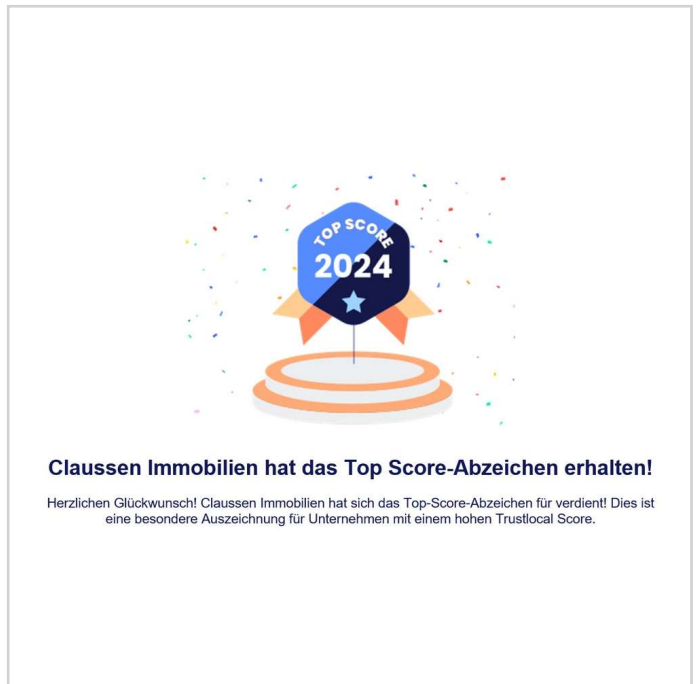 TOP SCORE
2024
Claussen Immobilien hat das Top Score-Abzeichen erhalten!
Herzlichen Glückwunsch! Claussen Immobilien hat sich das Top-Score-Abzeichen für verdient! Dies ist
eine besondere Auszeichnung für Unternehmen mit einem hohen Trustlocal Score.